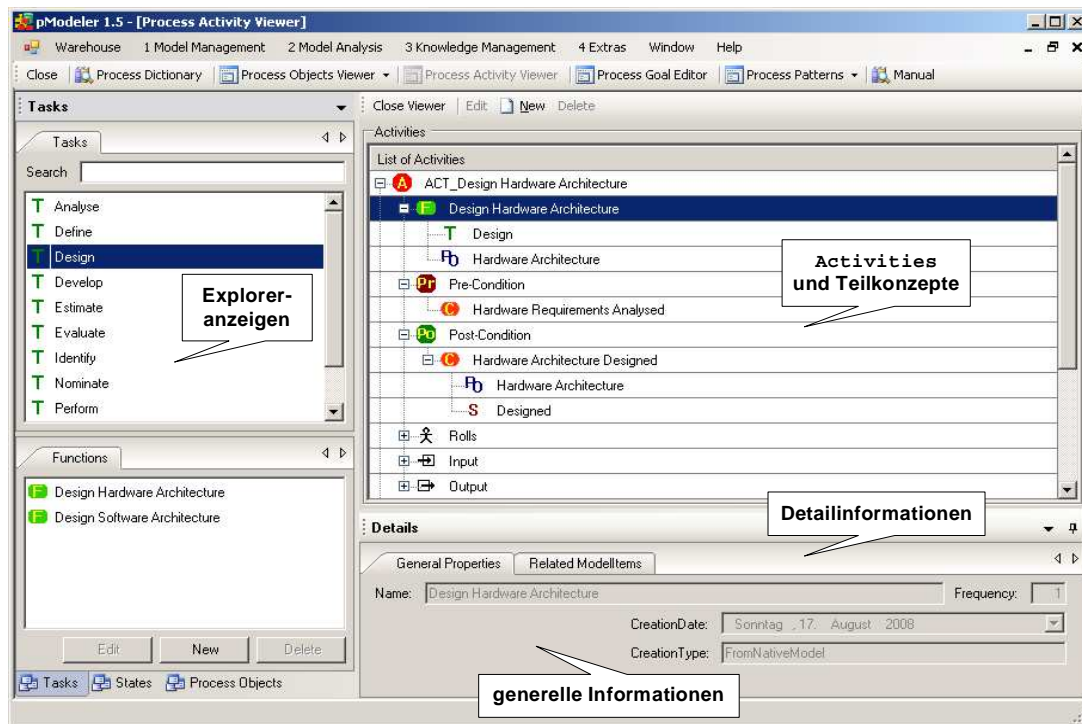 pModeler 1.5 - [Process Activity Viewer]
Warehouse 1 Model Management 2 Model Analysis 3 Knowledge Management 4 Extras Window Help
Close Process Dictionary Process Objects Viewer Process Activity Viewer Process Goal Editor Process Patterns Manual
Tasks
Tasks
Search
T Analyse
T Define
T Design
T Develop
T Estimate
T Evaluate
T Identify
T Nominate
T Perform
Explorer-
anzeigen
Functions
F Design Hardware Architecture
F Design Software Architecture
Edit New Delete
Tasks States Process Objects
Close Viewer Edit New Delete
Activities
List of Activities
A ACT_Design Hardware Architecture
F Design Hardware Architecture
T Design
PO Hardware Architecture
Pr Pre-Condition
C Hardware Requirements Analysed
Po Post-Condition
C Hardware Architecture Designed
PO Hardware Architecture
S Designed
Rolls
Input
Output
Activities
und Teilkonzepte
Details
Detailinformationen
General Properties Related ModelItems
Name: Design Hardware Architecture Frequency: 1
CreationDate: Sonntag , 17. August 2008
CreationType: FromNativeModel
generelle Informationen